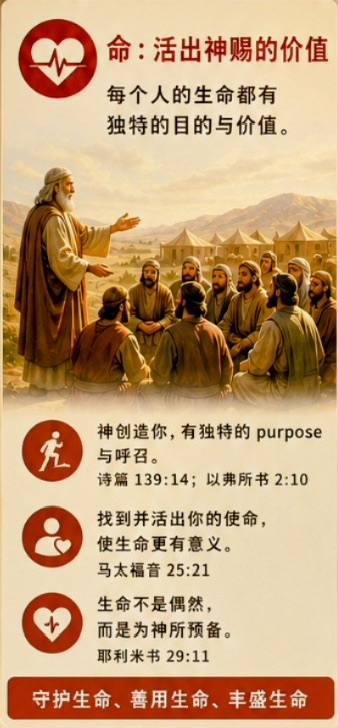 命：活出神赐的价值
每个人的生命都有
独特的目的与价值。
神创造你，有独特的 purpose
与呼召。
诗篇 139:14；以弗所书 2:10
找到并活出你的使命，
使生命更有意义。
马太福音 25:21
生命不是偶然，
而是为神所预备。
耶利米书 29:11
守护生命、善用生命、丰盛生命